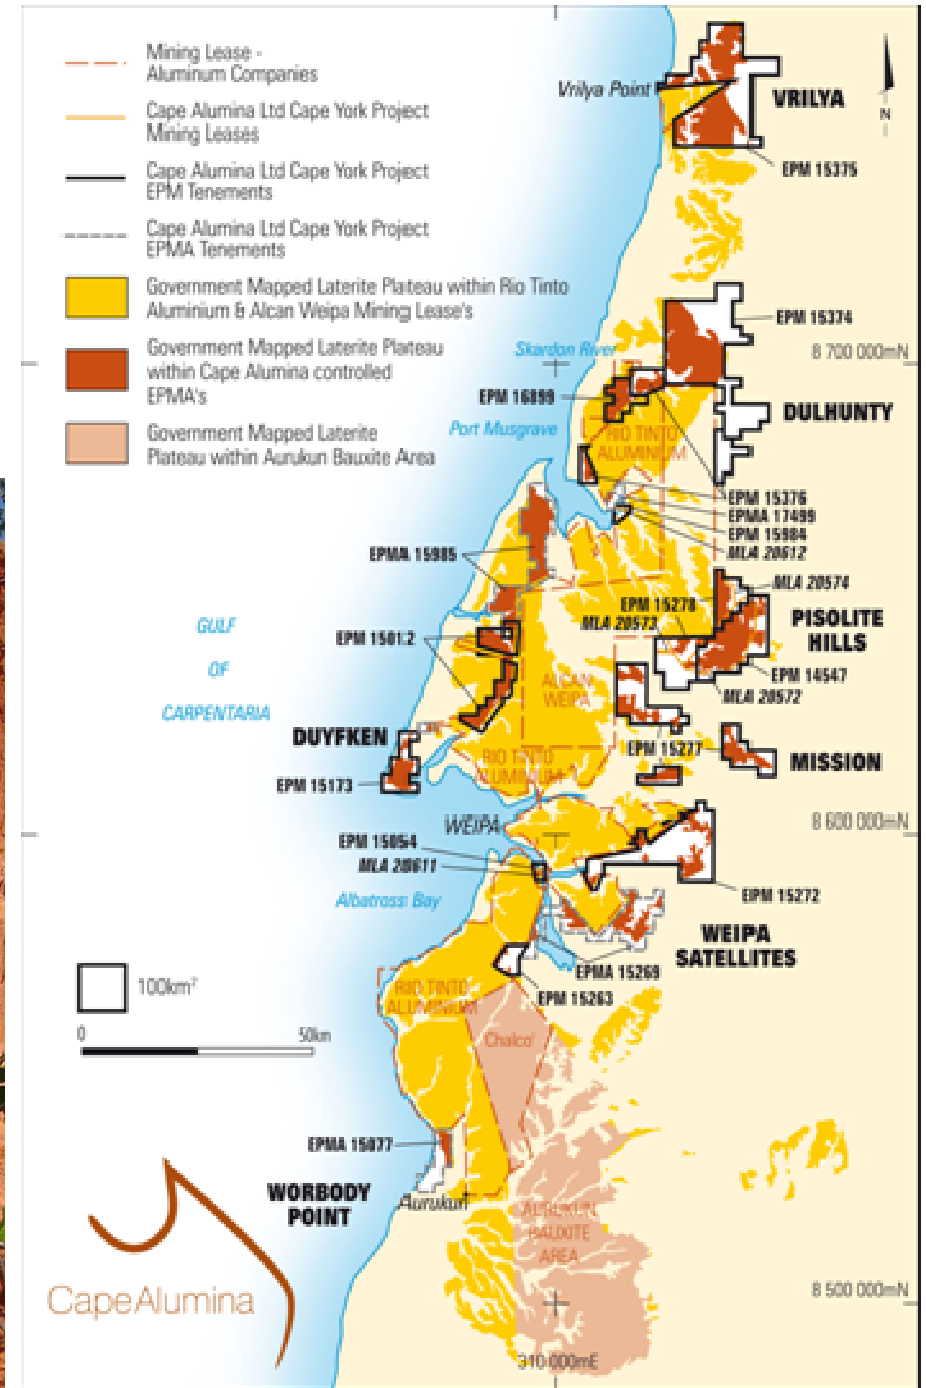 Mining Lease -
Aluminum Companies
Cape Alumina Ltd Cape York Project
Mining Leases
Cape Alumina Ltd Cape York Project
EPM Tenements
Cape Alumina Ltd Cape York Project
EPMA Tenements
Government Mapped Laterite Plateau within Rio Tinto
Aluminium & Alcan Weipa Mining Lease's
Government Mapped Laterite Plateau
within Cape Alumina controlled
EPMA's
Government Mapped Laterite
Plateau within Aurukun Bauxite Area
Vrilya Point
VRILYA
N
EPM 15375
EPM 15374
Skardon River
8 700 000mN
EPM 16899
DULHUNTY
Port Musgrave
RIO TINTO
ALUMINIUM
EPM 15376
EPMA 17499
EPM 15984
MLA 20612
EPMA 15985
MLA 20574
EPM 15278
MLA 20573
PISOLITE
HILLS
GULF
OF
CARPENTARIA
EPM 15012
EPM 14547
MLA 20572
ALCAN
WEIPA
DUYFKEN
EPM 15277
MISSION
RIO TINTO
ALUMINIUM
EPM 15173
WEIPA
8 600 000mN
EPM 15054
MLA 20611
EPM 15272
Albatross Bay
WEIPA
SATELLITES
EPMA 15269
100km²
RIO TINTO
ALUMINIUM
EPM 15263
0
50km
Chalco
EPMA 15077
WORBODY
POINT
Aurukun
AURUKUN
BAUXITE
AREA
CapeAlumina
8 500 000mN
310 000mE